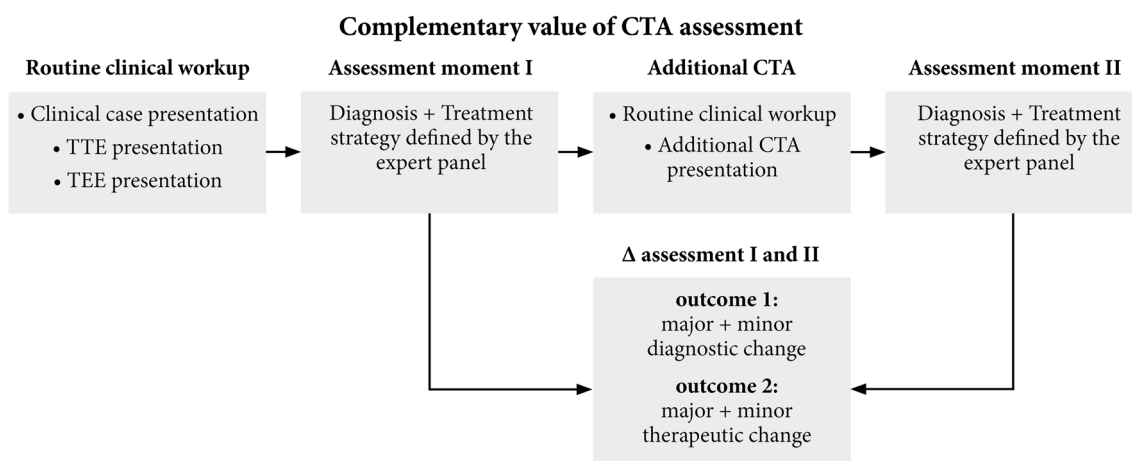 Complementary value of CTA assessment
Routine clinical workup
• Clinical case presentation
• TTE presentation
• TEE presentation
Assessment moment I
Diagnosis + Treatment
strategy defined by the
expert panel
Additional CTA
• Routine clinical workup
• Additional CTA
presentation
Assessment moment II
Diagnosis + Treatment
strategy defined by the
expert panel
Δ assessment I and II
outcome 1:
major + minor
diagnostic change
outcome 2:
major + minor
therapeutic change